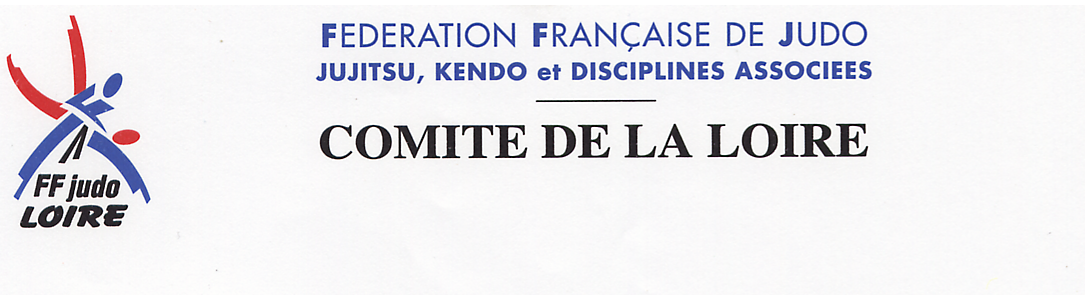 FEDERATION FRANÇAISE DE JUDO
JUJITSU, KENDO et DISCIPLINES ASSOCIEES
COMITE DE LA LOIRE
FF judo
LOIRE